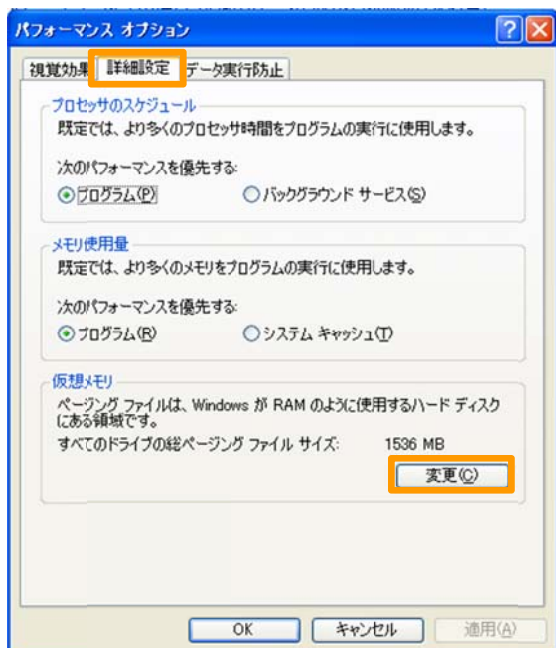 パフォーマンス オプション
視覚効果 詳細設定 データ実行防止
プロセッサのスケジュール
既定では、より多くのプロセッサ時間をプログラムの実行に使用します。
次のパフォーマンスを優先する:
プログラム(P) バックグラウンド サービス(S)
メモリ使用量
既定では、より多くのメモリをプログラムの実行に使用します。
次のパフォーマンスを優先する:
プログラム(R) システム キャッシュ(T)
仮想メモリ
ページング ファイルは、Windows が RAM のように使用するハード ディスク
にある領域です。
すべてのドライブの総ページング ファイル サイズ: 1536 MB
変更(C)
OK キャンセル 適用(A)